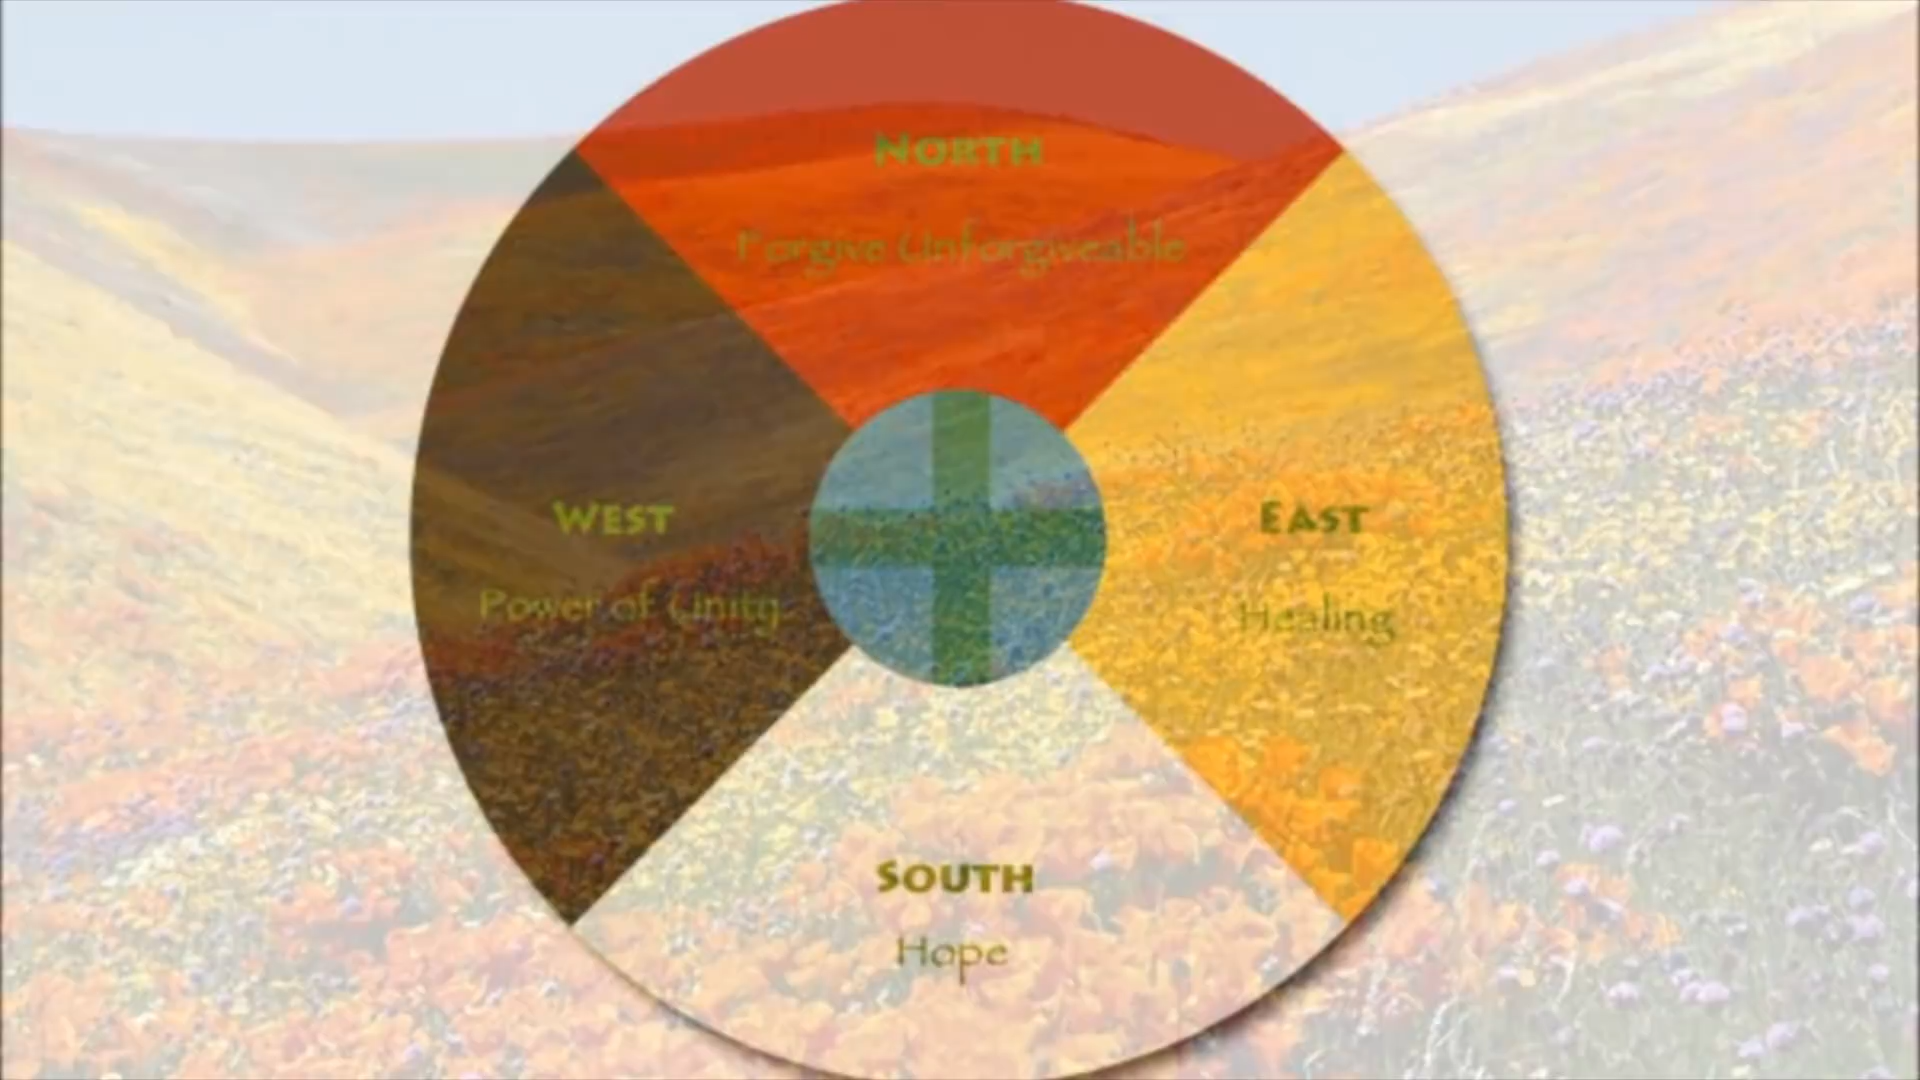 NORTH
Forgive Unforgiveable
WEST
EAST
Power of Unity
Healing
SOUTH
Hope